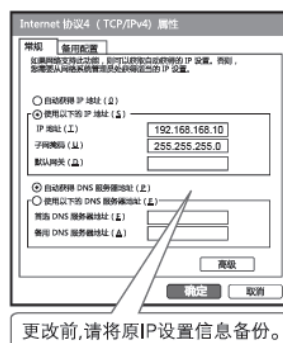 Internet 协议4 (TCP/IPv4) 属性
常规 备用配置
如果网络支持此功能，则可以获取自动获得的 IP 设置。否则，
您需要从网络系统管理员处获得适当的 IP 设置。
自动获得 IP 地址 (O)
使用以下的 IP 地址 (S)
IP 地址 (I) 192.168.168.10
子网掩码 (U) 255.255.255.0
默认网关 (D)
自动获得 DNS 服务器地址 (P)
使用以下的 DNS 服务器地址 (E)
首选 DNS 服务器地址 (E)
备用 DNS 服务器地址 (A)
高级
确定 取消
更改前,请将原IP设置信息备份。